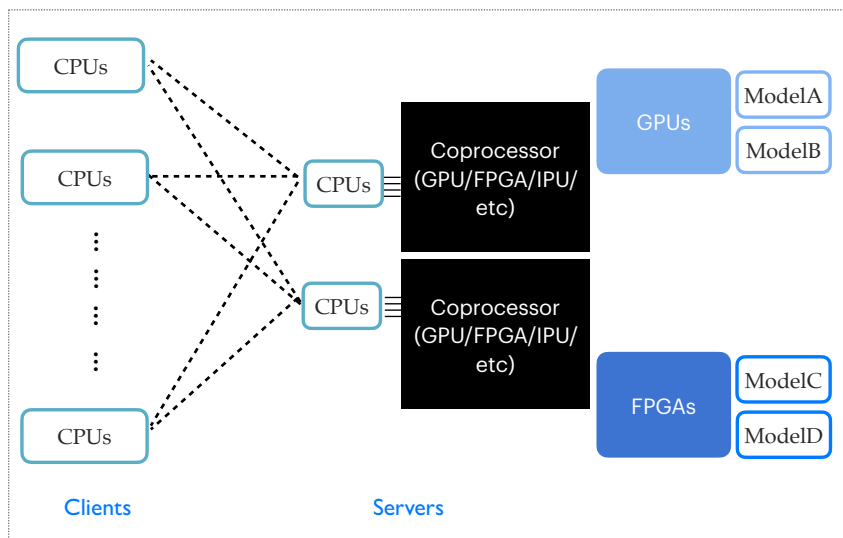 CPUs
CPUs
CPUs
CPUs
CPUs
Coprocessor
(GPU/FPGA/IPU/
etc)
Coprocessor
(GPU/FPGA/IPU/
etc)
GPUs
ModelA
ModelB
FPGAs
ModelC
ModelD
Clients
Servers